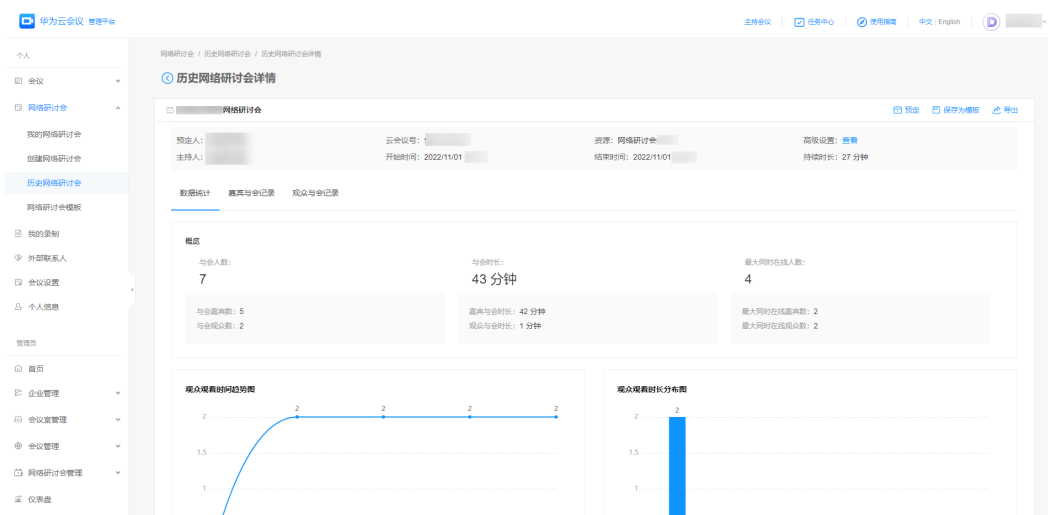 华为云会议 管理平台
主持会议 任务中心 使用指南 中文 | English
个人
会议
网络研讨会
我的网络研讨会
创建网络研讨会
历史网络研讨会
网络研讨会模板
我的录制
外部联系人
会议设置
个人信息
管理员
首页
企业管理
会议室管理
会议管理
网络研讨会管理
仪表盘
网络研讨会 / 历史网络研讨会 / 历史网络研讨会详情
历史网络研讨会详情
网络研讨会 预定 保存为模板 导出
预定人: 云会议号: 资源: 网络研讨会 高级设置: 查看
主持人: 开始时间: 2022/11/01 结束时间: 2022/11/01 持续时长: 27 分钟
数据统计 嘉宾与会记录 观众与会记录
概览
与会人数: 与会时长: 最大同时在线人数:
7 43 分钟 4
与会嘉宾数: 5 嘉宾与会时长: 42 分钟 最大同时在线嘉宾数: 2
与会观众数: 2 观众与会时长: 1 分钟 最大同时在线观众数: 2
观众观看时间趋势图
2 2 2 2
2
1.5
1
观众观看时长分布图
2
2
1.5
1